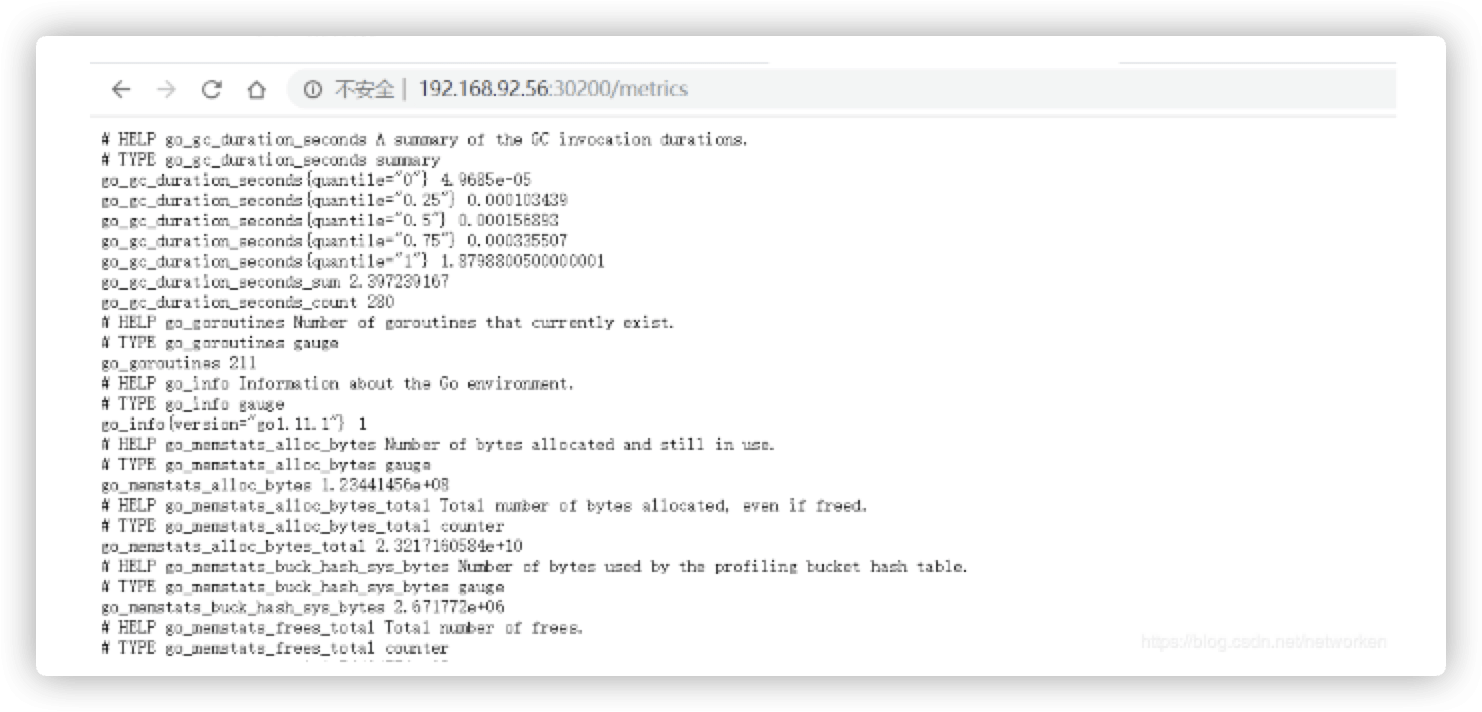 不安全 | 192.168.92.56:30200/metrics
# HELP go_gc_duration_seconds A summary of the GC invocation durations.
# TYPE go_gc_duration_seconds summary
go_gc_duration_seconds{quantile="0"} 4.9685e-05
go_gc_duration_seconds{quantile="0.25"} 0.000103439
go_gc_duration_seconds{quantile="0.5"} 0.000156893
go_gc_duration_seconds{quantile="0.75"} 0.000335507
go_gc_duration_seconds{quantile="1"} 1.8798800500000001
go_gc_duration_seconds_sum 2.397239167
go_gc_duration_seconds_count 280
# HELP go_goroutines Number of goroutines that currently exist.
# TYPE go_goroutines gauge
go_goroutines 211
# HELP go_info Information about the Go environment.
# TYPE go_info gauge
go_info{version="go1.11.1"} 1
# HELP go_memstats_alloc_bytes Number of bytes allocated and still in use.
# TYPE go_memstats_alloc_bytes gauge
go_memstats_alloc_bytes 1.23441456e+08
# HELP go_memstats_alloc_bytes_total Total number of bytes allocated, even if freed.
# TYPE go_memstats_alloc_bytes_total counter
go_memstats_alloc_bytes_total 2.3217160584e+10
# HELP go_memstats_buck_hash_sys_bytes Number of bytes used by the profiling bucket hash table.
# TYPE go_memstats_buck_hash_sys_bytes gauge
go_memstats_buck_hash_sys_bytes 2.671772e+06
# HELP go_memstats_frees_total Total number of frees.
# TYPE go_memstats_frees_total counter
https://blog.csdn.net/networken